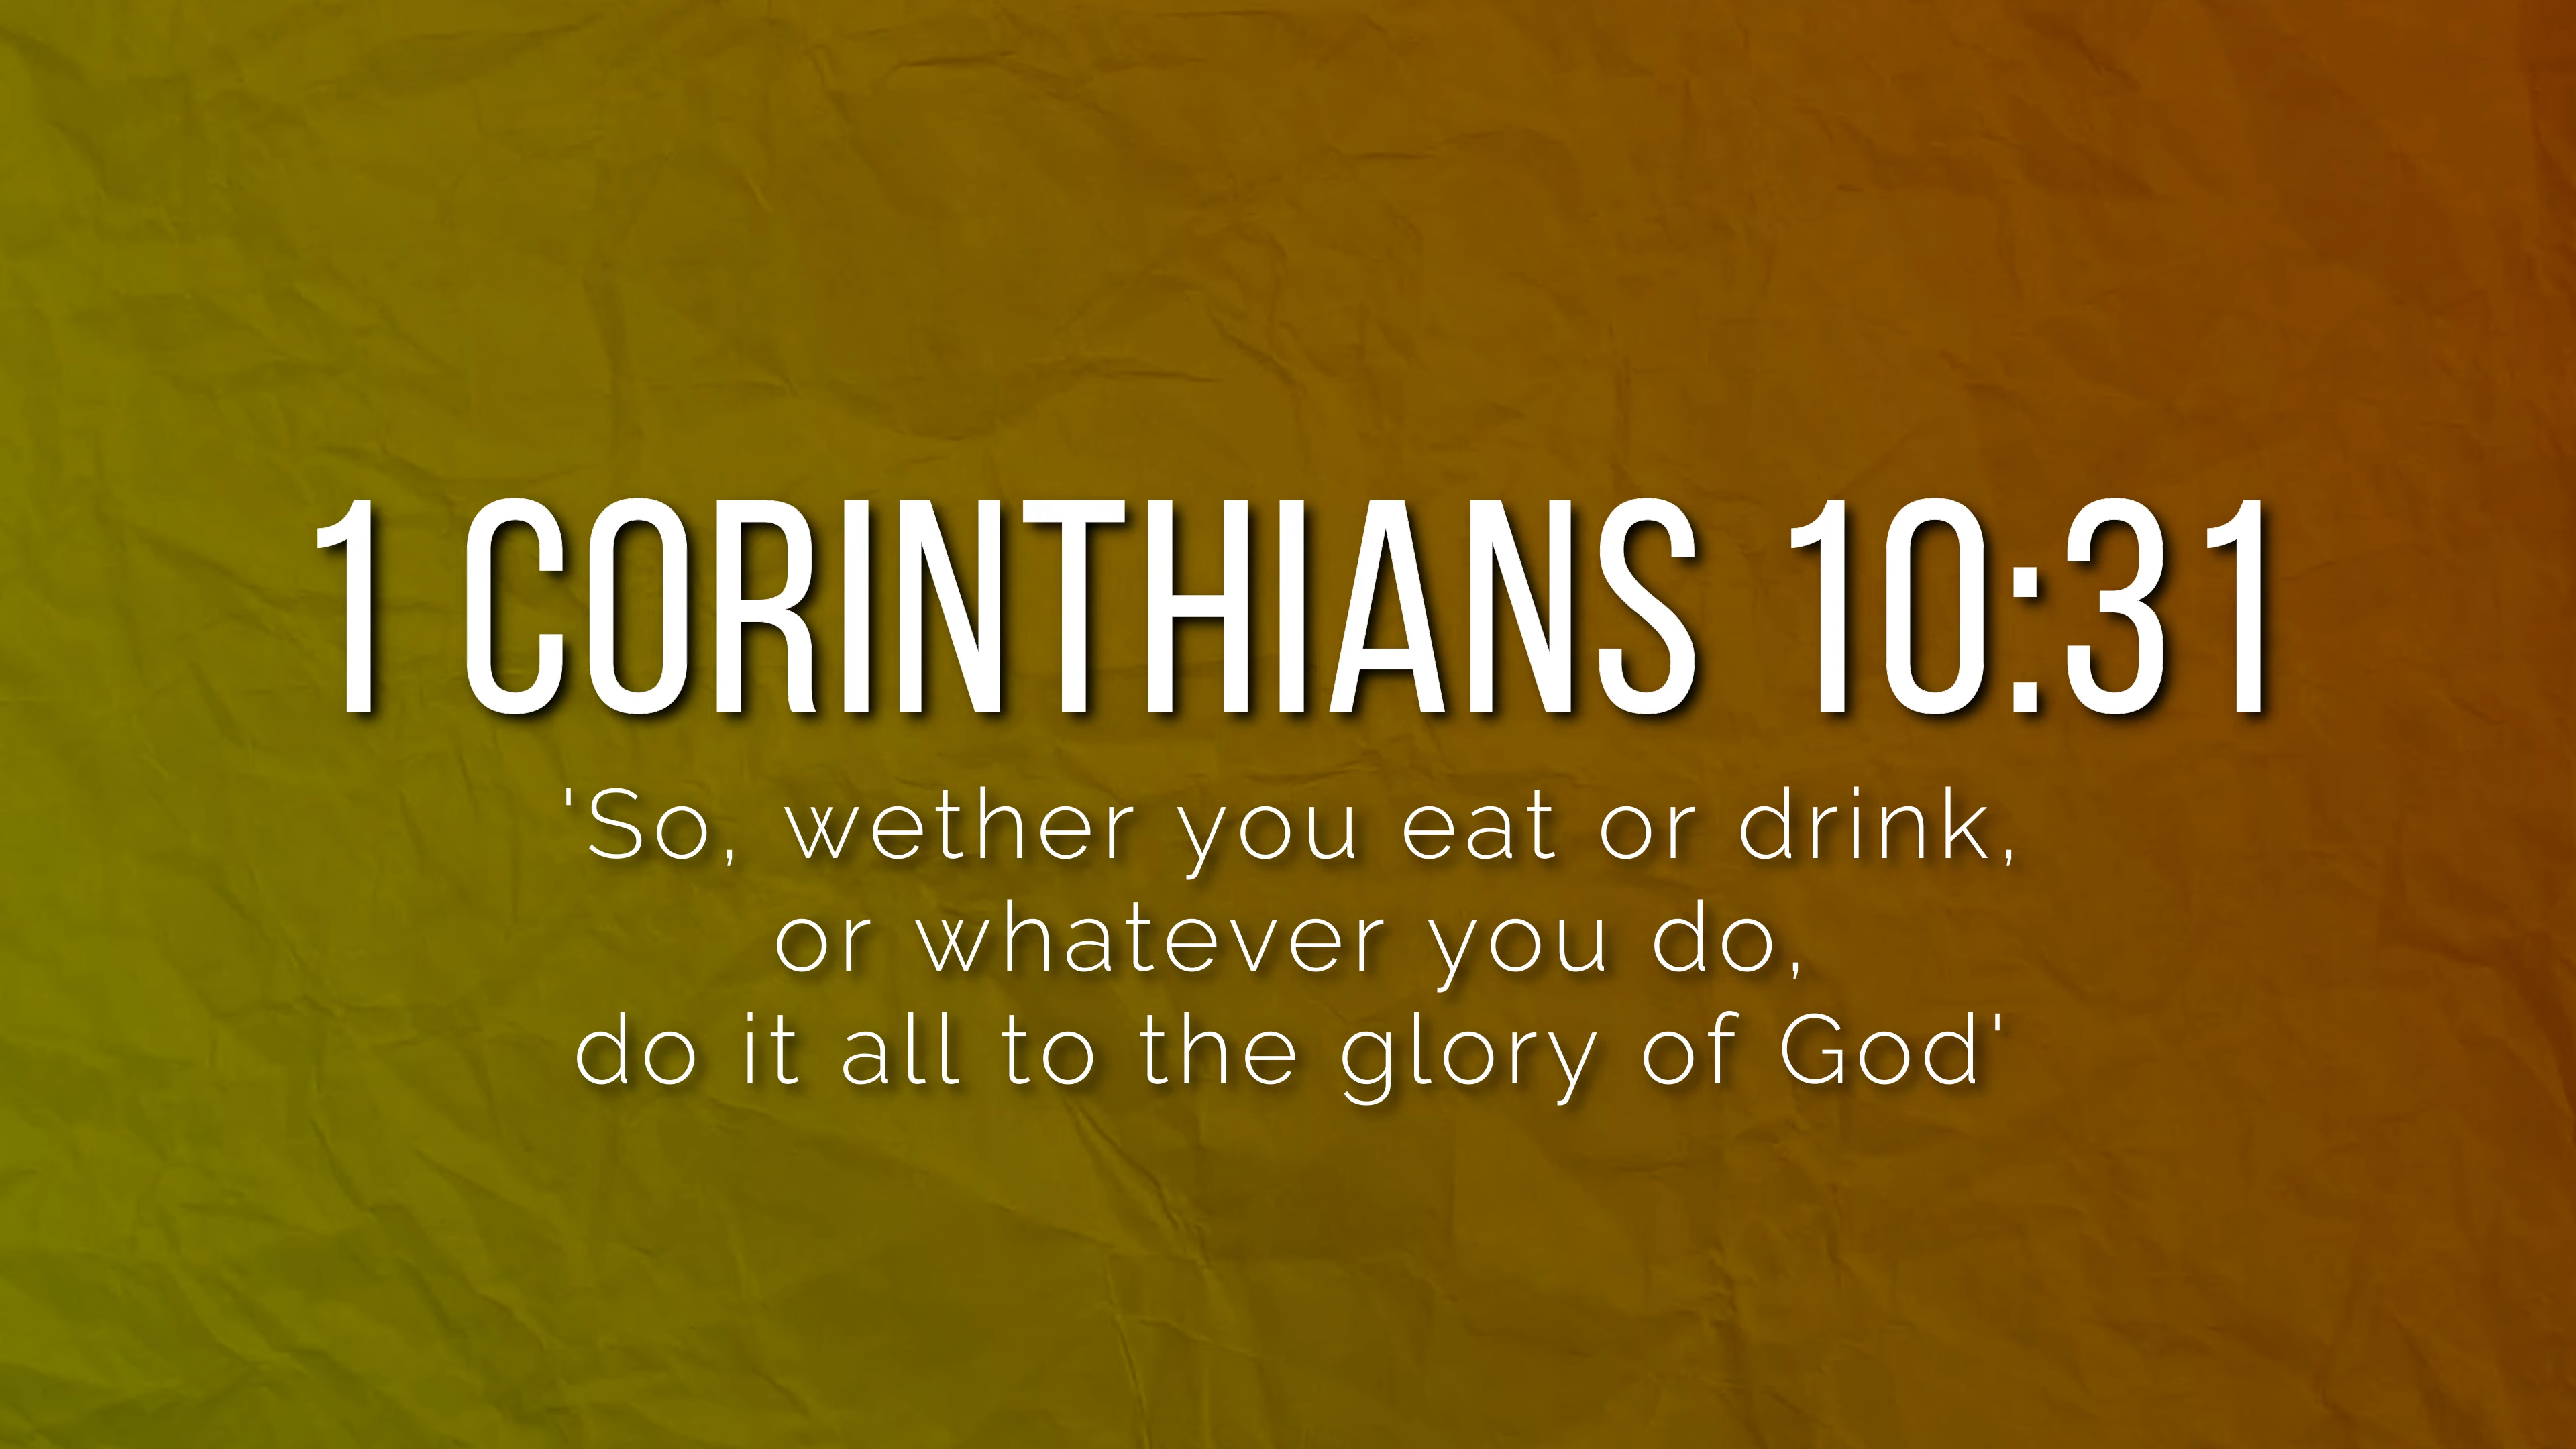 1 CORINTHIANS 10:31
'So, wether you eat or drink,
or whatever you do,
do it all to the glory of God'